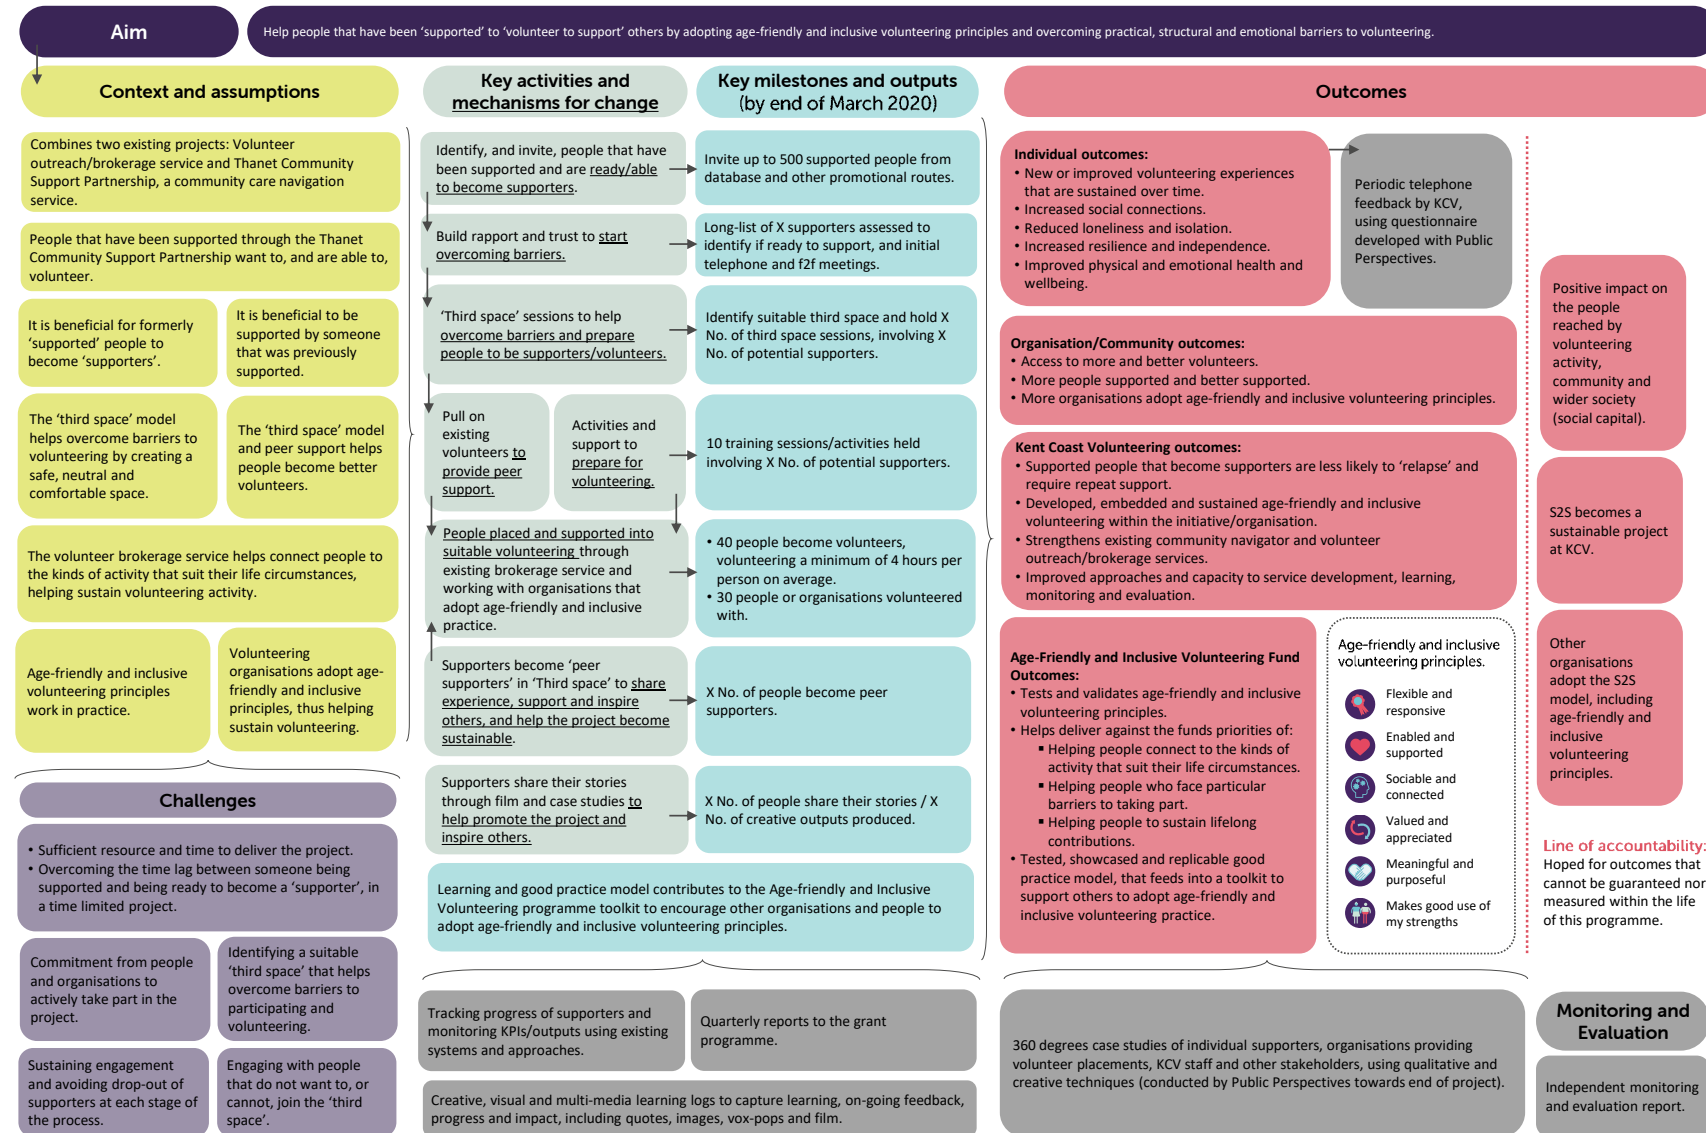 Aim
Help people that have been ‘supported’ to ‘volunteer to support’ others by adopting age-friendly and inclusive volunteering principles and overcoming practical, structural and emotional barriers to volunteering.
Context and assumptions
Combines two existing projects: Volunteer
outreach/brokerage service and Thanet Community
Support Partnership, a community care navigation
service.
People that have been supported through the Thanet
Community Support Partnership want to, and are able to,
volunteer.
It is beneficial for formerly
‘supported’ people to
become ‘supporters’.
It is beneficial to be
supported by someone
that was previously
supported.
The ‘third space’ model
helps overcome barriers to
volunteering by creating a
safe, neutral and
comfortable space.
The ‘third space’ model
and peer support helps
people become better
volunteers.
The volunteer brokerage service helps connect people to
the kinds of activity that suit their life circumstances,
helping sustain volunteering activity.
Age-friendly and inclusive
volunteering principles
work in practice.
Volunteering
organisations adopt age-
friendly and inclusive
principles, thus helping
sustain volunteering.
Challenges
• Sufficient resource and time to deliver the project.
• Overcoming the time lag between someone being
supported and being ready to become a ‘supporter’, in
a time limited project.
Commitment from people
and organisations to
actively take part in the
project.
Identifying a suitable
‘third space’ that helps
overcome barriers to
participating and
volunteering.
Sustaining engagement
and avoiding drop-out of
supporters at each stage of
the process.
Engaging with people
that do not want to, or
cannot, join the ‘third
space’.
Key activities and
mechanisms for change
Identify, and invite, people that have
been supported and are ready/able
to become supporters.
Build rapport and trust to start
overcoming barriers.
‘Third space’ sessions to help
overcome barriers and prepare
people to be supporters/volunteers.
Pull on
existing
volunteers to
provide peer
support.
Activities and
support to
prepare for
volunteering.
People placed and supported into
suitable volunteering through
existing brokerage service and
working with organisations that
adopt age-friendly and inclusive
practice.
Supporters become ‘peer
supporters’ in ‘Third space’ to share
experience, support and inspire
others, and help the project become
sustainable.
Supporters share their stories
through film and case studies to
help promote the project and
inspire others.
Key milestones and outputs
(by end of March 2020)
Invite up to 500 supported people from
database and other promotional routes.
Long-list of X supporters assessed to
identify if ready to support, and initial
telephone and f2f meetings.
Identify suitable third space and hold X
No. of third space sessions, involving X
No. of potential supporters.
10 training sessions/activities held
involving X No. of potential supporters.
• 40 people become volunteers,
volunteering a minimum of 4 hours per
person on average.
• 30 people or organisations volunteered
with.
X No. of people become peer
supporters.
X No. of people share their stories / X
No. of creative outputs produced.
Learning and good practice model contributes to the Age-friendly and Inclusive
Volunteering programme toolkit to encourage other organisations and people to
adopt age-friendly and inclusive volunteering principles.
Tracking progress of supporters and
monitoring KPIs/outputs using existing
systems and approaches.
Quarterly reports to the grant
programme.
Creative, visual and multi-media learning logs to capture learning, on-going feedback,
progress and impact, including quotes, images, vox-pops and film.
Outcomes
Individual outcomes:
• New or improved volunteering experiences
that are sustained over time.
• Increased social connections.
• Reduced loneliness and isolation.
• Increased resilience and independence.
• Improved physical and emotional health and
wellbeing.
Periodic telephone
feedback by KCV,
using questionnaire
developed with Public
Perspectives.
Organisation/Community outcomes:
• Access to more and better volunteers.
• More people supported and better supported.
• More organisations adopt age-friendly and inclusive volunteering principles.
Kent Coast Volunteering outcomes:
• Supported people that become supporters are less likely to ‘relapse’ and
require repeat support.
• Developed, embedded and sustained age-friendly and inclusive
volunteering within the initiative/organisation.
• Strengthens existing community navigator and volunteer
outreach/brokerage services.
• Improved approaches and capacity to service development, learning,
monitoring and evaluation.
Age-Friendly and Inclusive Volunteering Fund
Outcomes:
• Tests and validates age-friendly and inclusive
volunteering principles.
• Helps deliver against the funds priorities of:
▪ Helping people connect to the kinds of
activity that suit their life circumstances.
▪ Helping people who face particular
barriers to taking part.
▪ Helping people to sustain lifelong
contributions.
• Tested, showcased and replicable good
practice model, that feeds into a toolkit to
support others to adopt age-friendly and
inclusive volunteering practice.
Age-friendly and inclusive
volunteering principles.
Flexible and
responsive
Enabled and
supported
Sociable and
connected
Valued and
appreciated
Meaningful and
purposeful
Makes good use of
my strengths
Positive impact on
the people
reached by
volunteering
activity,
community and
wider society
(social capital).
S2S becomes a
sustainable project
at KCV.
Other
organisations
adopt the S2S
model, including
age-friendly and
inclusive
volunteering
principles.
Line of accountability:
Hoped for outcomes that
cannot be guaranteed nor
measured within the life
of this programme.
360 degrees case studies of individual supporters, organisations providing
volunteer placements, KCV staff and other stakeholders, using qualitative and
creative techniques (conducted by Public Perspectives towards end of project).
Monitoring and
Evaluation
Independent monitoring
and evaluation report.